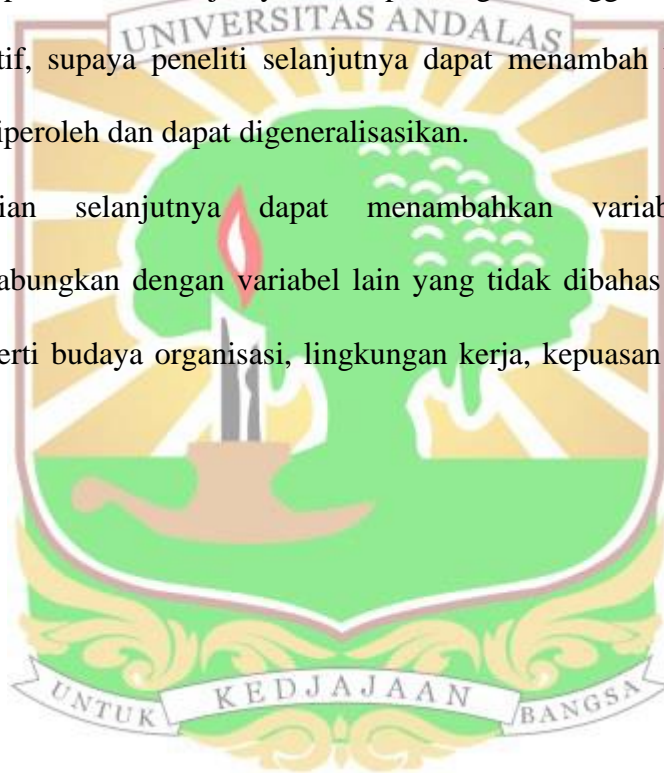 UNIVERSITAS ANDALAS
tif, supaya peneliti selanjutnya dapat menambah
iperoleh dan dapat digeneralisasikan.
ian selanjutnya dapat menambahkan
abungkan dengan variabel lain yang tidak dibahas
erti budaya organisasi, lingkungan kerja, kepuasan
UNTUK KEDJAJAAN BANGSA